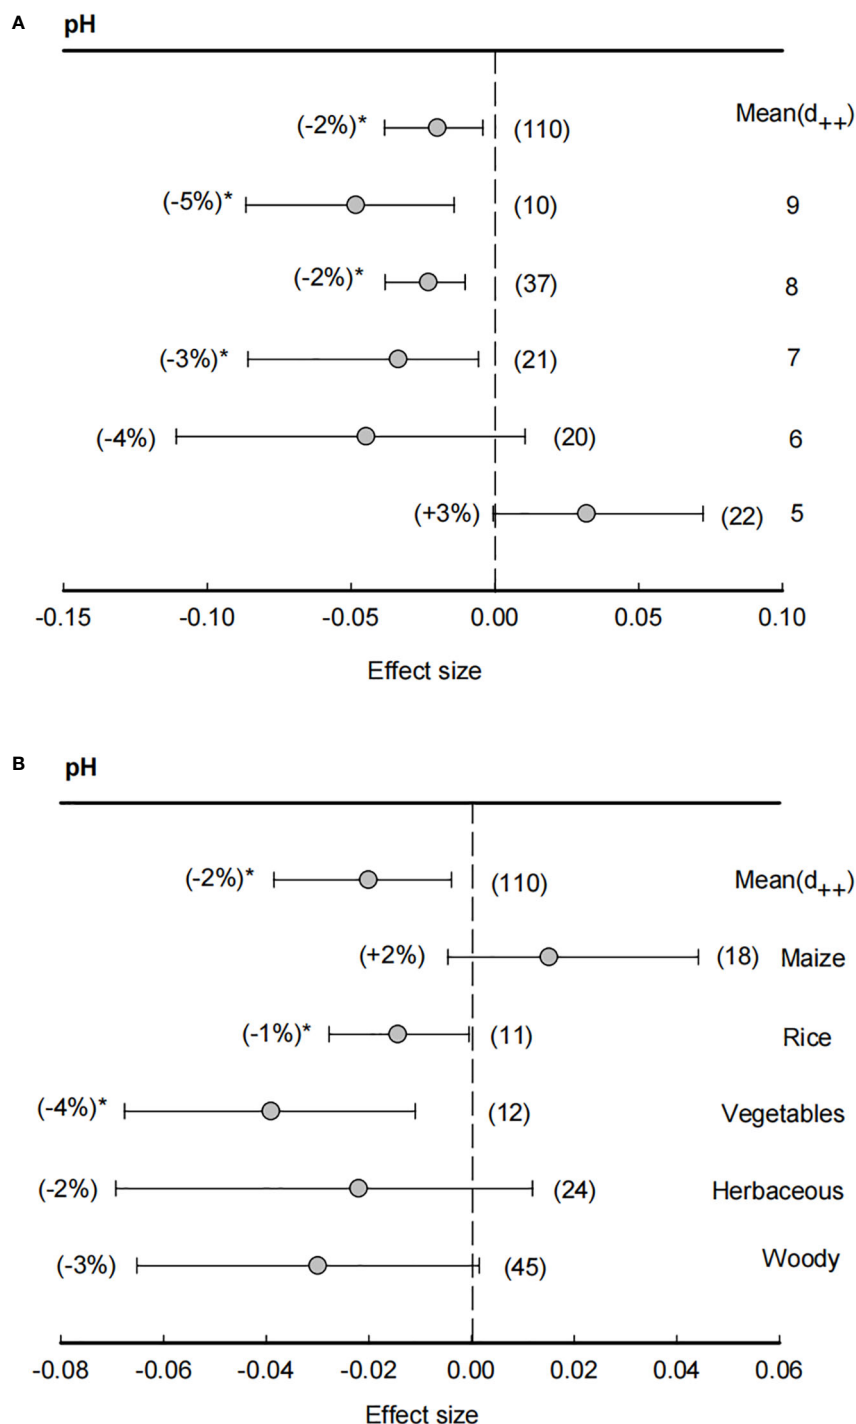 A pH
(-2%)* (110) Mean(d++)
(-5%)* (10) 9
(-2%)* (37) 8
(-3%)* (21) 7
(-4%) (20) 6
(+3%) (22) 5
-0.15 -0.10 -0.05 0.00 0.05 0.10
Effect size
B pH
(-2%)* (110) Mean(d++)
(+2%) (18) Maize
(-1%)* (11) Rice
(-4%)* (12) Vegetables
(-2%) (24) Herbaceous
(-3%) (45) Woody
-0.08 -0.06 -0.04 -0.02 0.00 0.02 0.04 0.06
Effect size